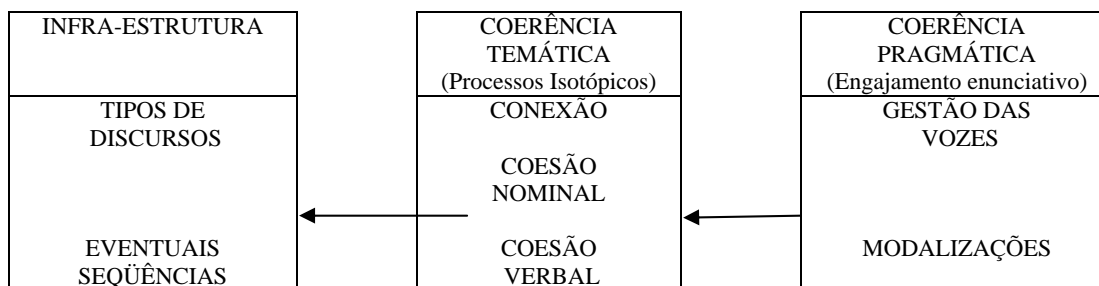 INFRA-ESTRUTURA
TIPOS DE
DISCURSOS
EVENTUAIS
SEQÜÊNCIAS
COERÊNCIA
TEMÁTICA
(Processos Isotópicos)
CONEXÃO
COESÃO
NOMINAL
COESÃO
VERBAL
COERÊNCIA
PRAGMÁTICA
(Engajamento enunciativo)
GESTÃO DAS
VOZES
MODALIZAÇÕES